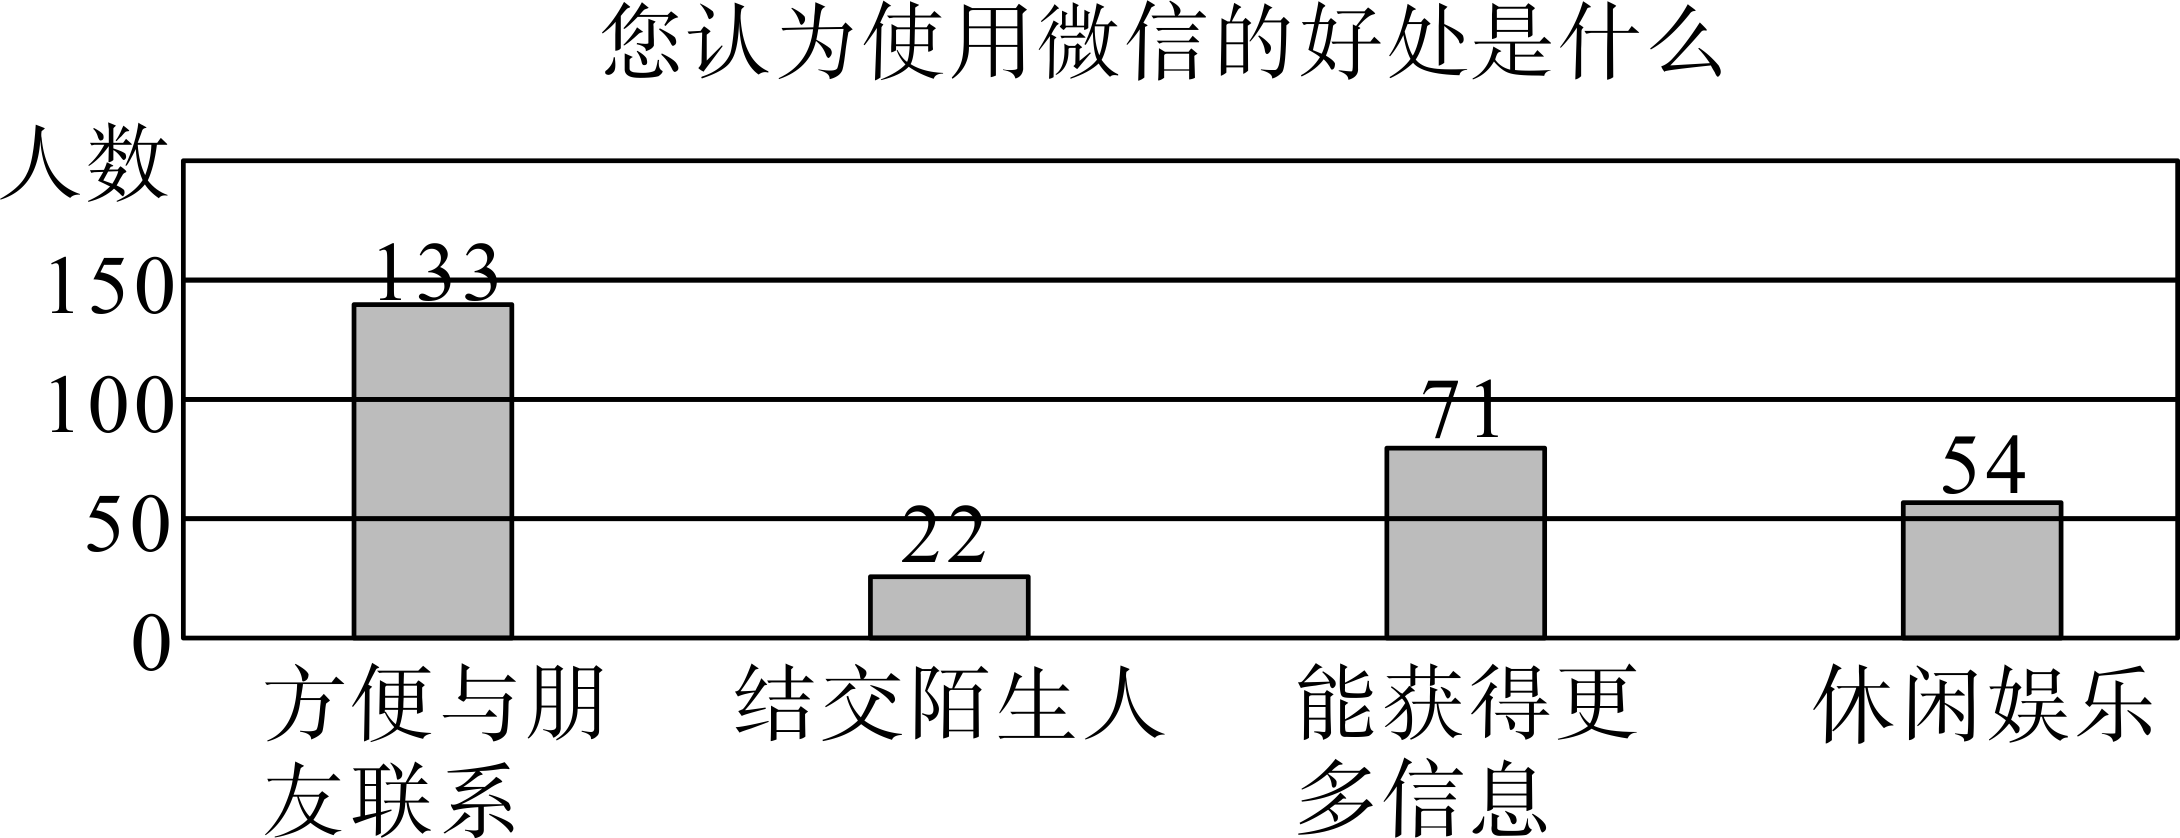 您认为使用微信的好处是什么
人数
150
100
50
0
133
22
71
54
方便与朋
友联系
结交陌生人
能获得更
多信息
休闲娱乐